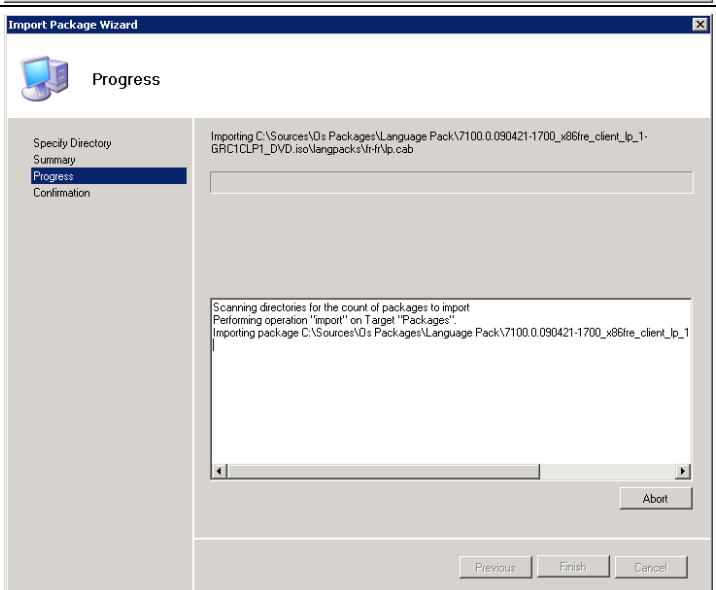 Import Package Wizard
Progress
Specify Directory
Summary
Progress
Confirmation
Importing C:\Sources\Os Packages\Language Pack\7100.0.090421-1700_x86fre_client_lp_1-
GRC1CLP1_DVD.iso\langpacks\fr-fr\lp.cab
Scanning directories for the count of packages to import
Performing operation "import" on Target "Packages".
Importing package C:\Sources\Os Packages\Language Pack\7100.0.090421-1700_x86fre_client_lp_1
Abort
Previous
Finish
Cancel